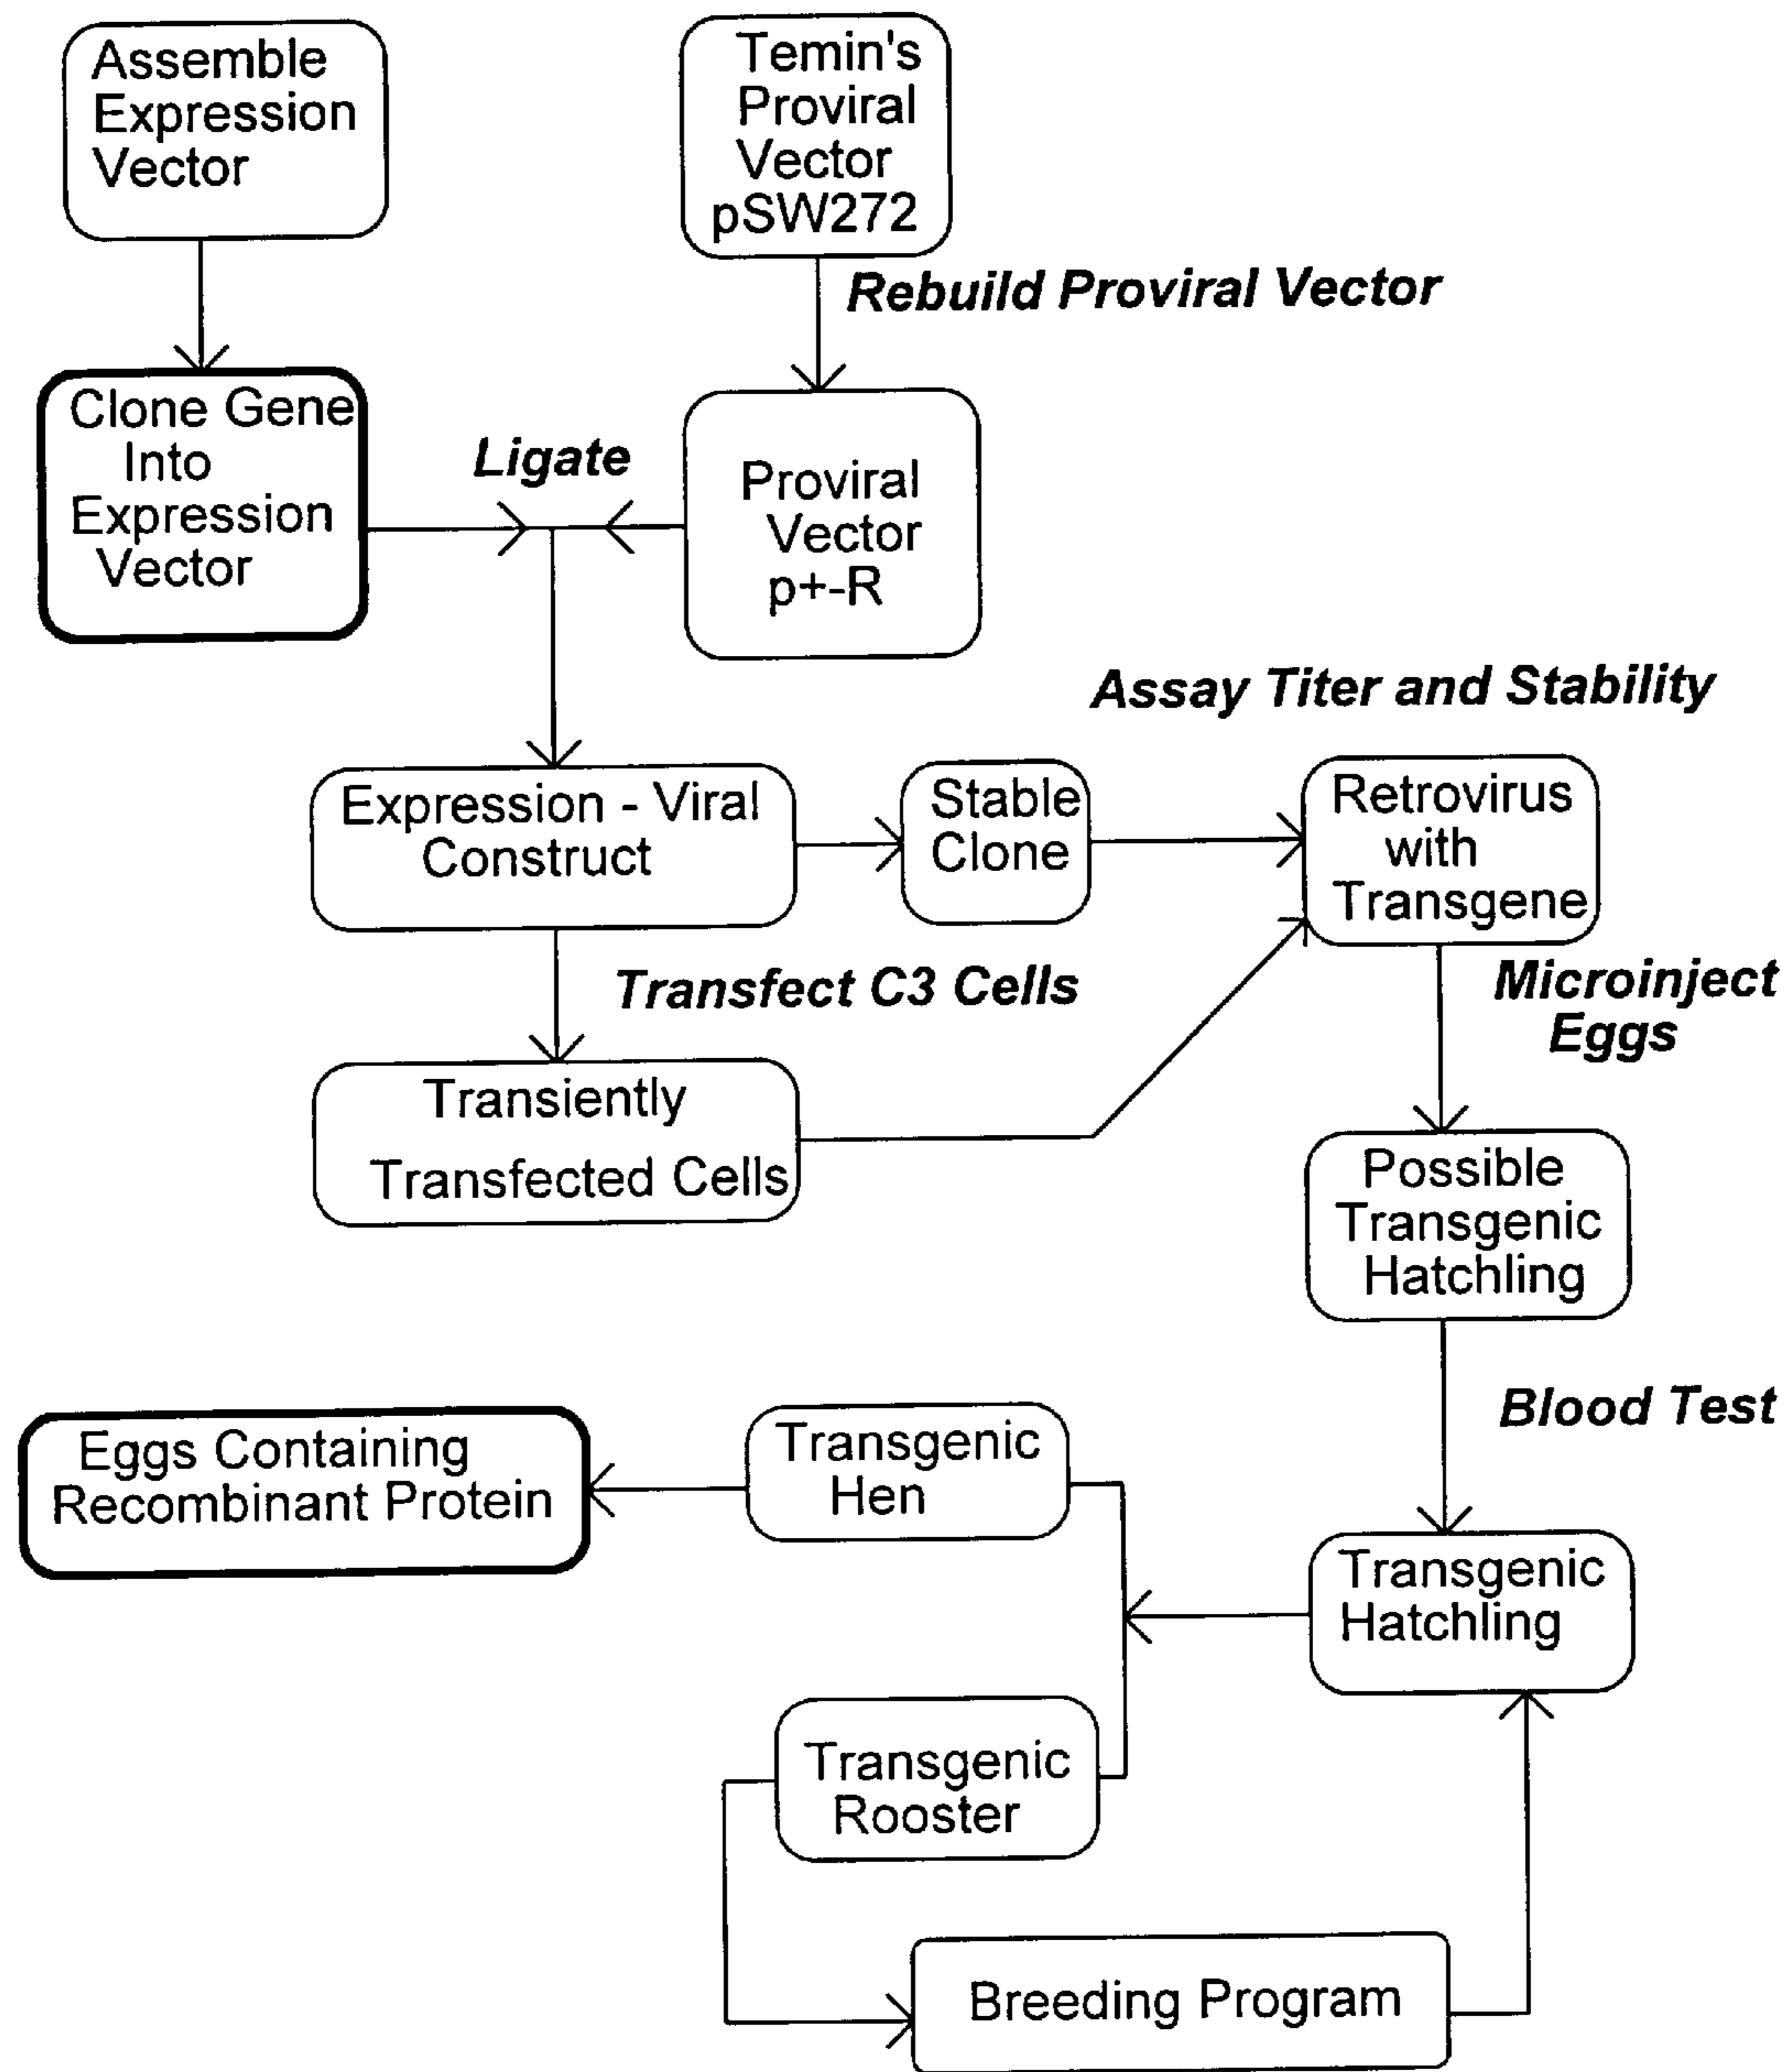 Assemble
Expression
Vector
Temin's
Proviral
Vector
pSW272
Rebuild Proviral Vector
Clone Gene
Into
Expression
Vector
Ligate
Proviral
Vector
p+-R
Assay Titer and Stability
Expression - Viral
Construct
Stable
Clone
Retrovirus
with
Transgene
Transfect C3 Cells
Microinject
Eggs
Transiently
Transfected Cells
Possible
Transgenic
Hatchling
Blood Test
Eggs Containing
Recombinant Protein
Transgenic
Hen
Transgenic
Hatchling
Transgenic
Rooster
Breeding Program